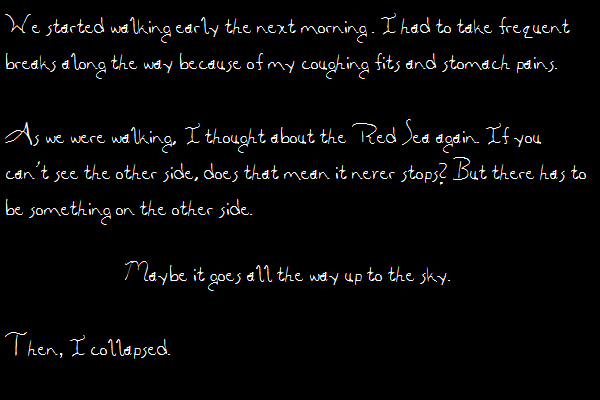 We started walking early the next morning. I had to take frequent
breaks along the way because of my coughing fits and stomach pains.
As we were walking, I thought about the Red Sea again. If you
can't see the other side, does that mean it never stops? But there has to
be something on the other side.
Maybe it goes all the way up to the sky.
Then, I collapsed.